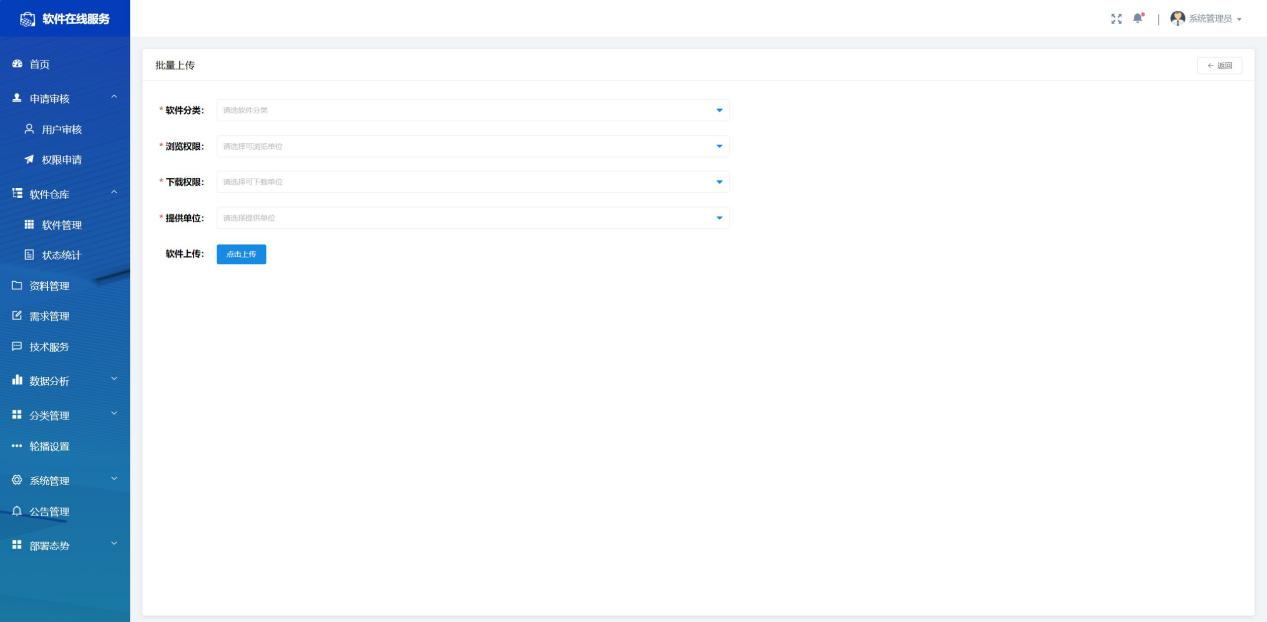 软件在线服务
系统管理员
首页
申请审核
用户审核
权限申请
软件仓库
软件管理
状态统计
资料管理
需求管理
技术服务
数据分析
分类管理
轮播设置
系统管理
公告管理
部署态势
批量上传
← 返回
* 软件分类: 请选软件分类
* 浏览权限: 请选择可浏览单位
* 下载权限: 请选择可下载单位
* 提供单位: 请选择提供单位
软件上传: 点击上传